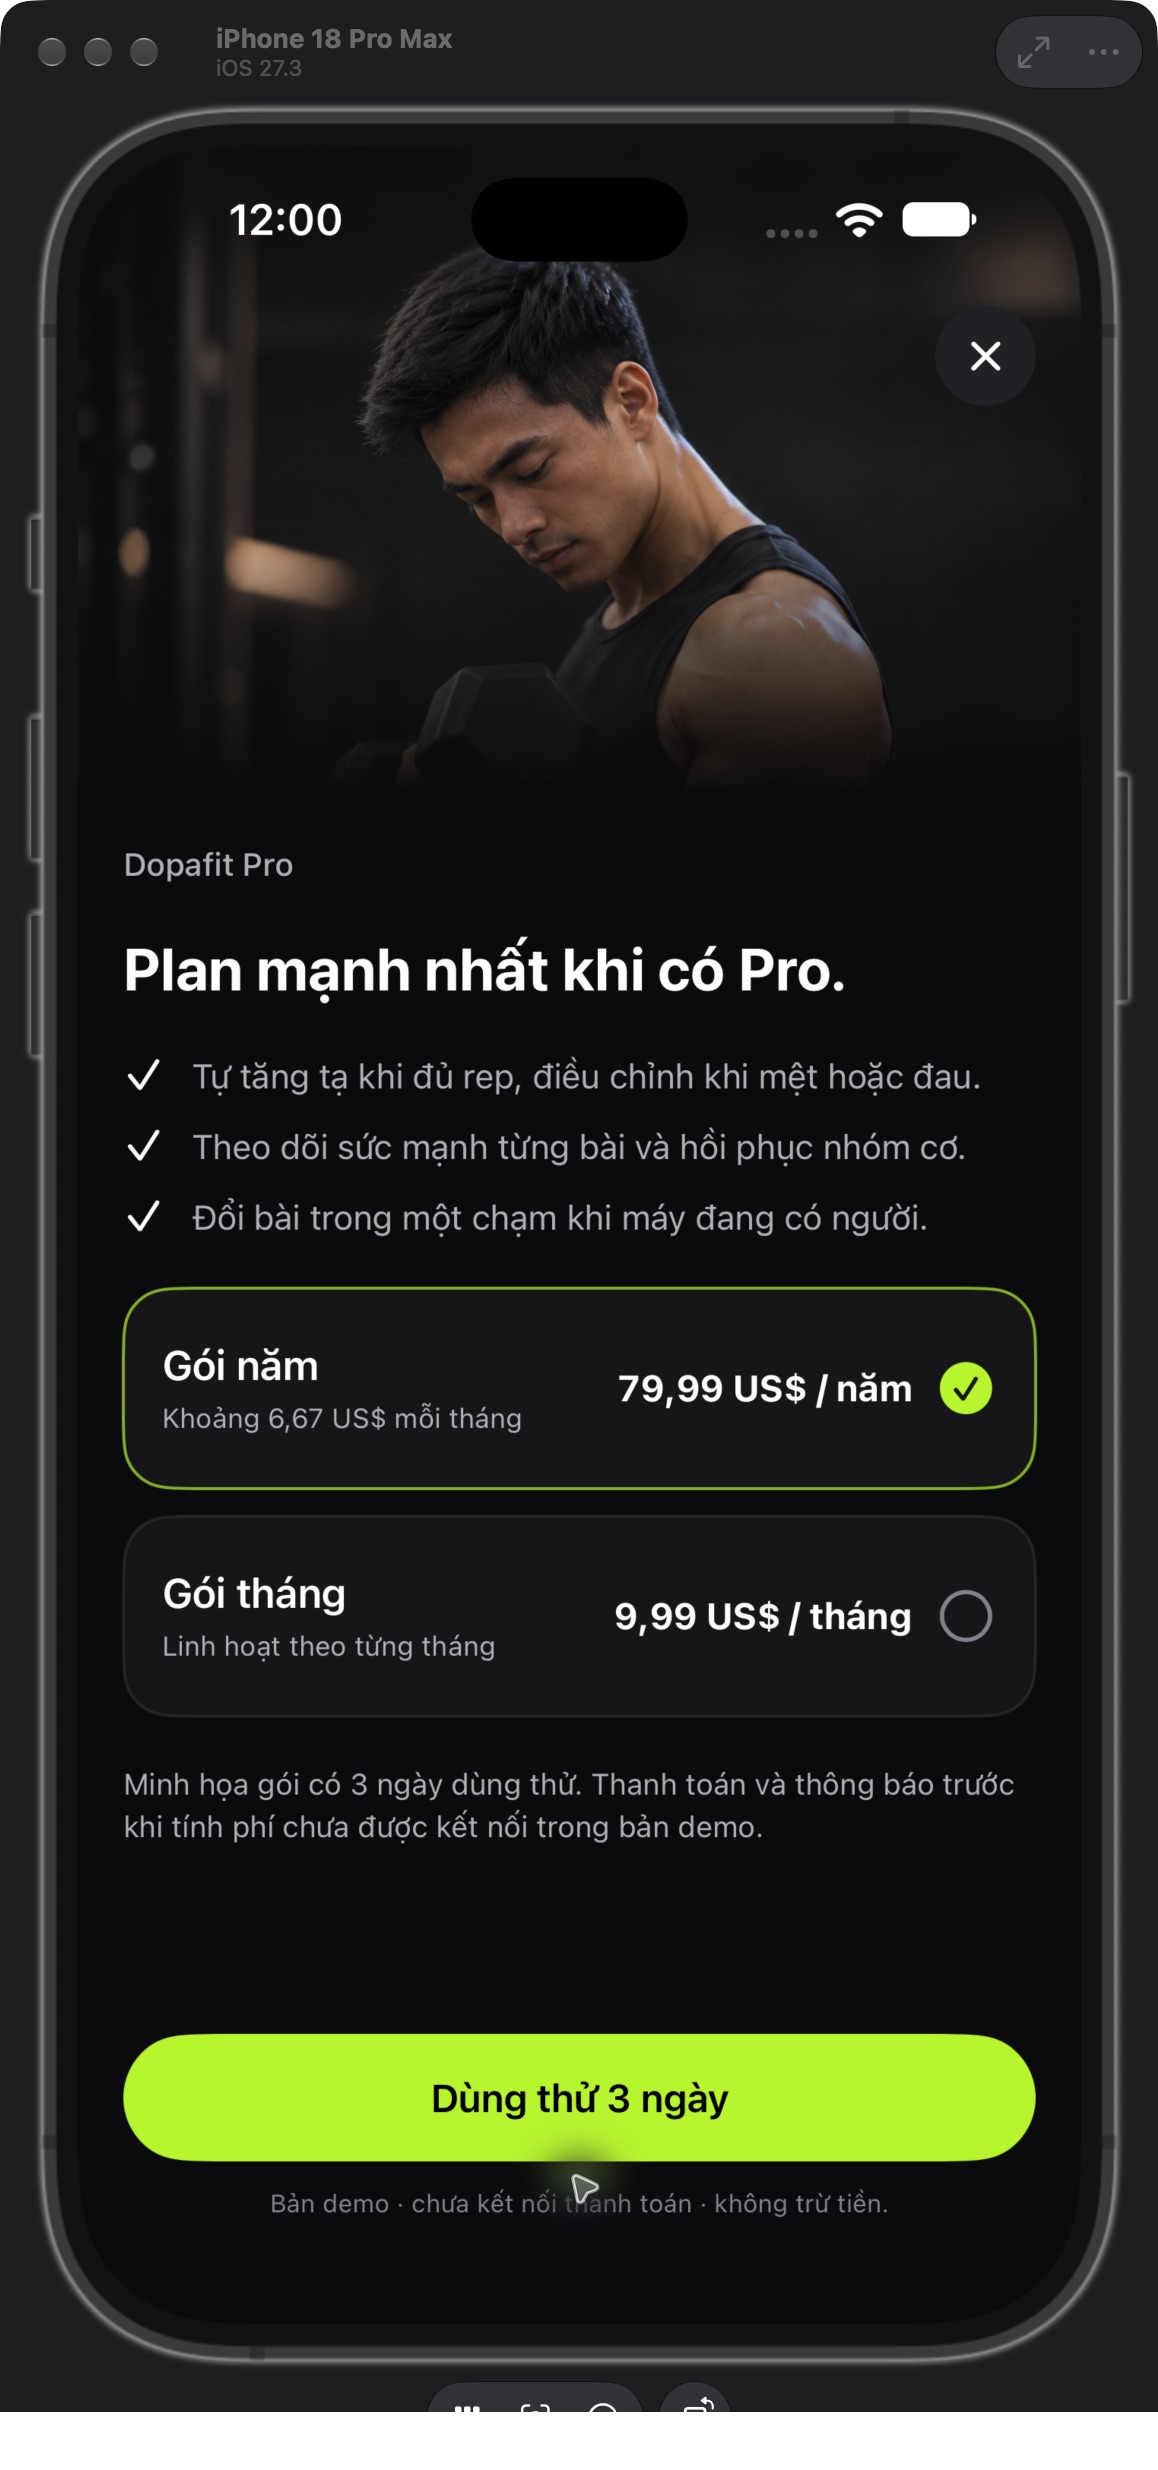 iPhone 18 Pro Max
iOS 27.3
12:00
Dopafit Pro
Plan mạnh nhất khi có Pro.
Tự tăng tạ khi đủ rep, điều chỉnh khi mệt hoặc đau.
Theo dõi sức mạnh từng bài và hồi phục nhóm cơ.
Đổi bài trong một chạm khi máy đang có người.
Gói năm
79,99 US$ / năm
Khoảng 6,67 US$ mỗi tháng
Gói tháng
9,99 US$ / tháng
Linh hoạt theo từng tháng
Minh họa gói có 3 ngày dùng thử. Thanh toán và thông báo trước
khi tính phí chưa được kết nối trong bản demo.
Dùng thử 3 ngày
Bản demo · chưa kết nối thanh toán · không trừ tiền.